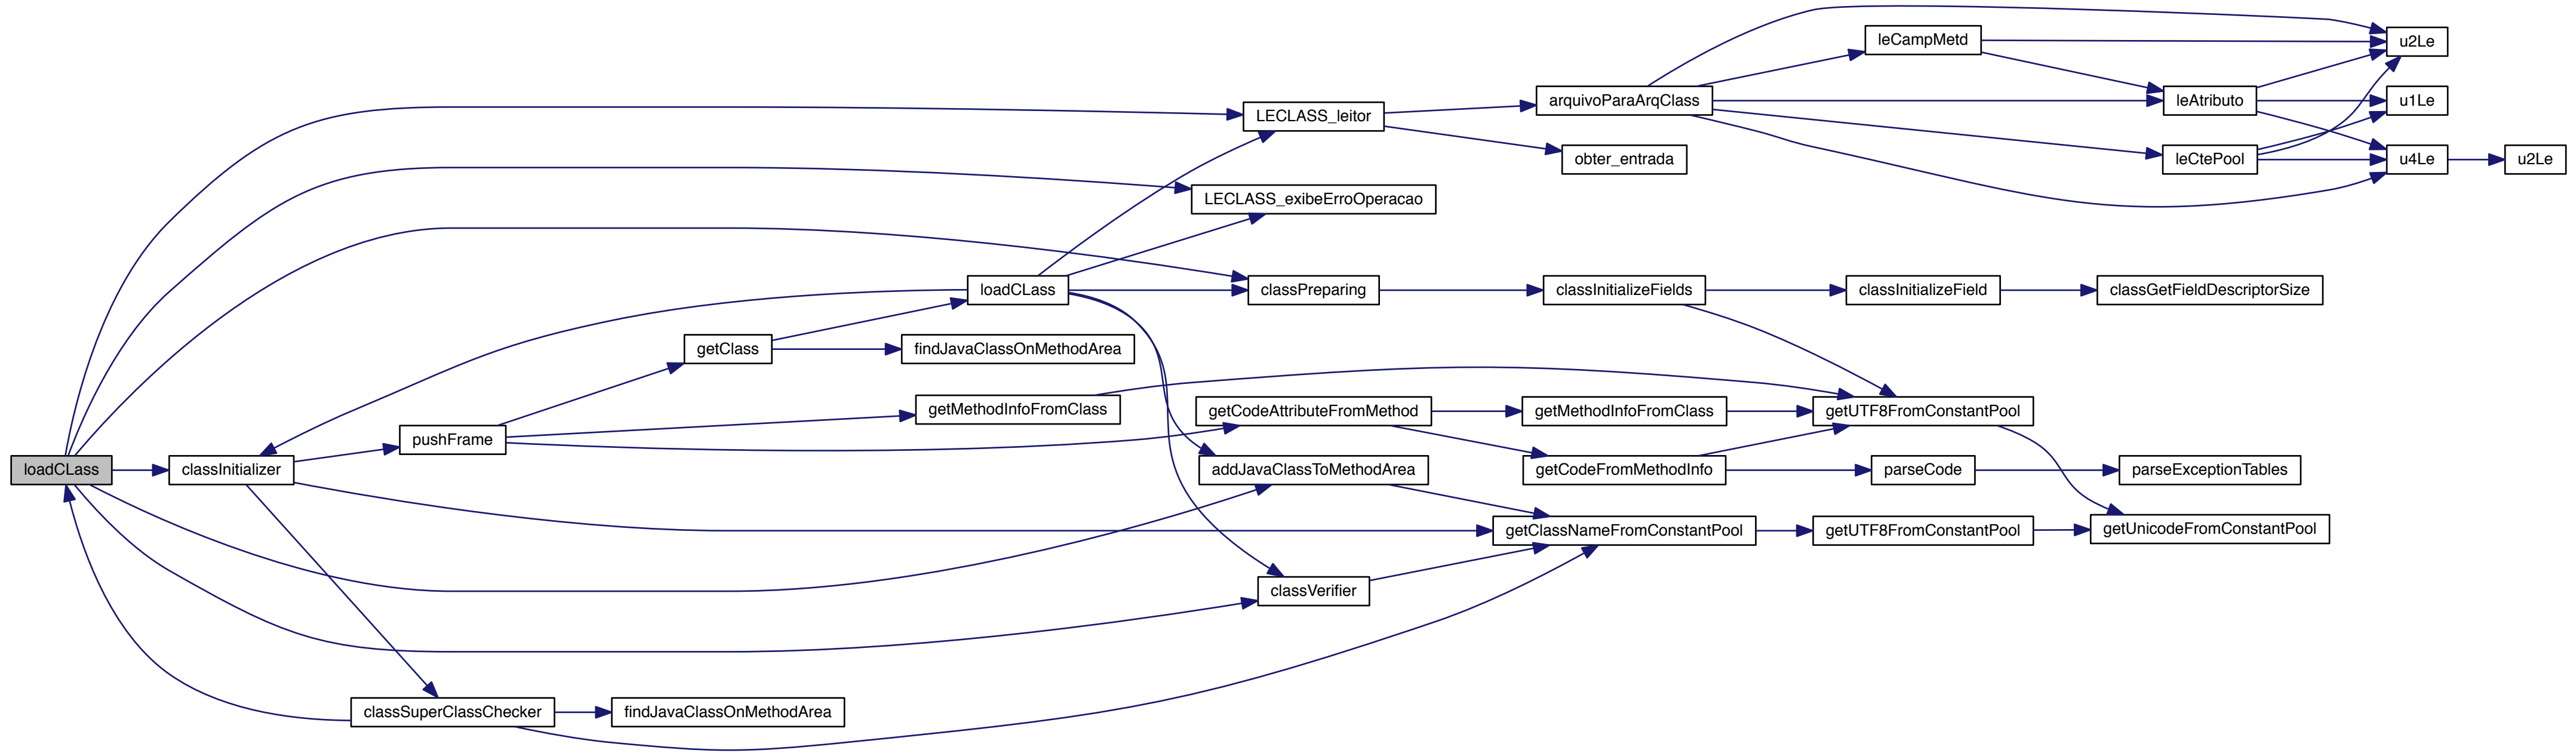 loadCLass
classInitializer
pushFrame
classSuperClassChecker
getClass
findJavaClassOnMethodArea
getMethodInfoFromClass
findJavaClassOnMethodArea
loadCLass
LECLASS_leitor
LECLASS_exibeErroOperacao
classPreparing
getCodeAttributeFromMethod
addJavaClassToMethodArea
classVerifier
arquivoParaArqClass
obter_entrada
classInitializeFields
getMethodInfoFromClass
getCodeFromMethodInfo
getClassNameFromConstantPool
leCampMetd
classInitializeField
getUTF8FromConstantPool
parseCode
getUTF8FromConstantPool
leAtributo
leCtePool
classGetFieldDescriptorSize
parseExceptionTables
getUnicodeFromConstantPool
u2Le
u1Le
u4Le
u2Le